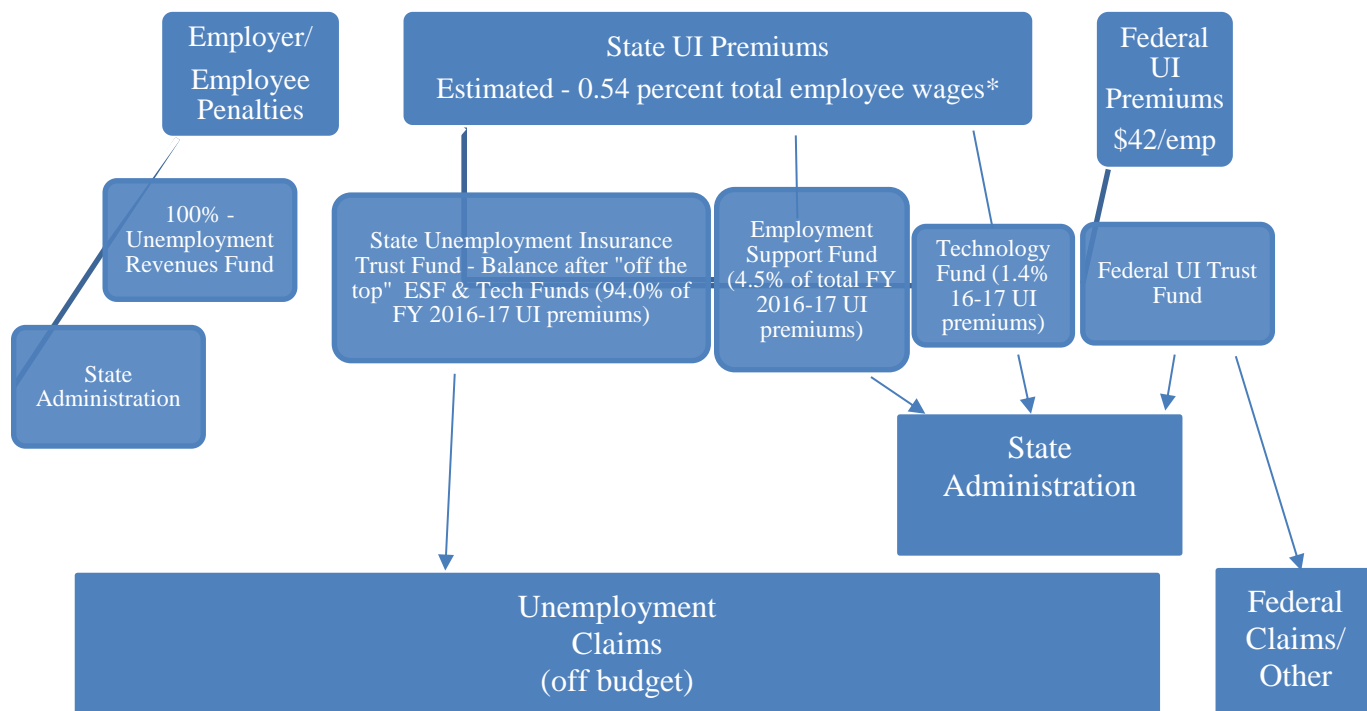 Employer/
Employee
Penalties
State UI Premiums
Estimated - 0.54 percent total employee wages*
Federal
UI
Premiums
$42/emp
100% -
Unemployment
Revenues Fund
State Unemployment Insurance
Trust Fund - Balance after "off the
top" ESF & Tech Funds (94.0% of
FY 2016-17 UI premiums)
Employment
Support Fund
(4.5% of total FY
2016-17 UI
premiums)
Technology
Fund (1.4%
16-17 UI
premiums)
Federal UI Trust
Fund
State
Administration
State
Administration
Unemployment
Claims
(off budget)
Federal
Claims/
Other